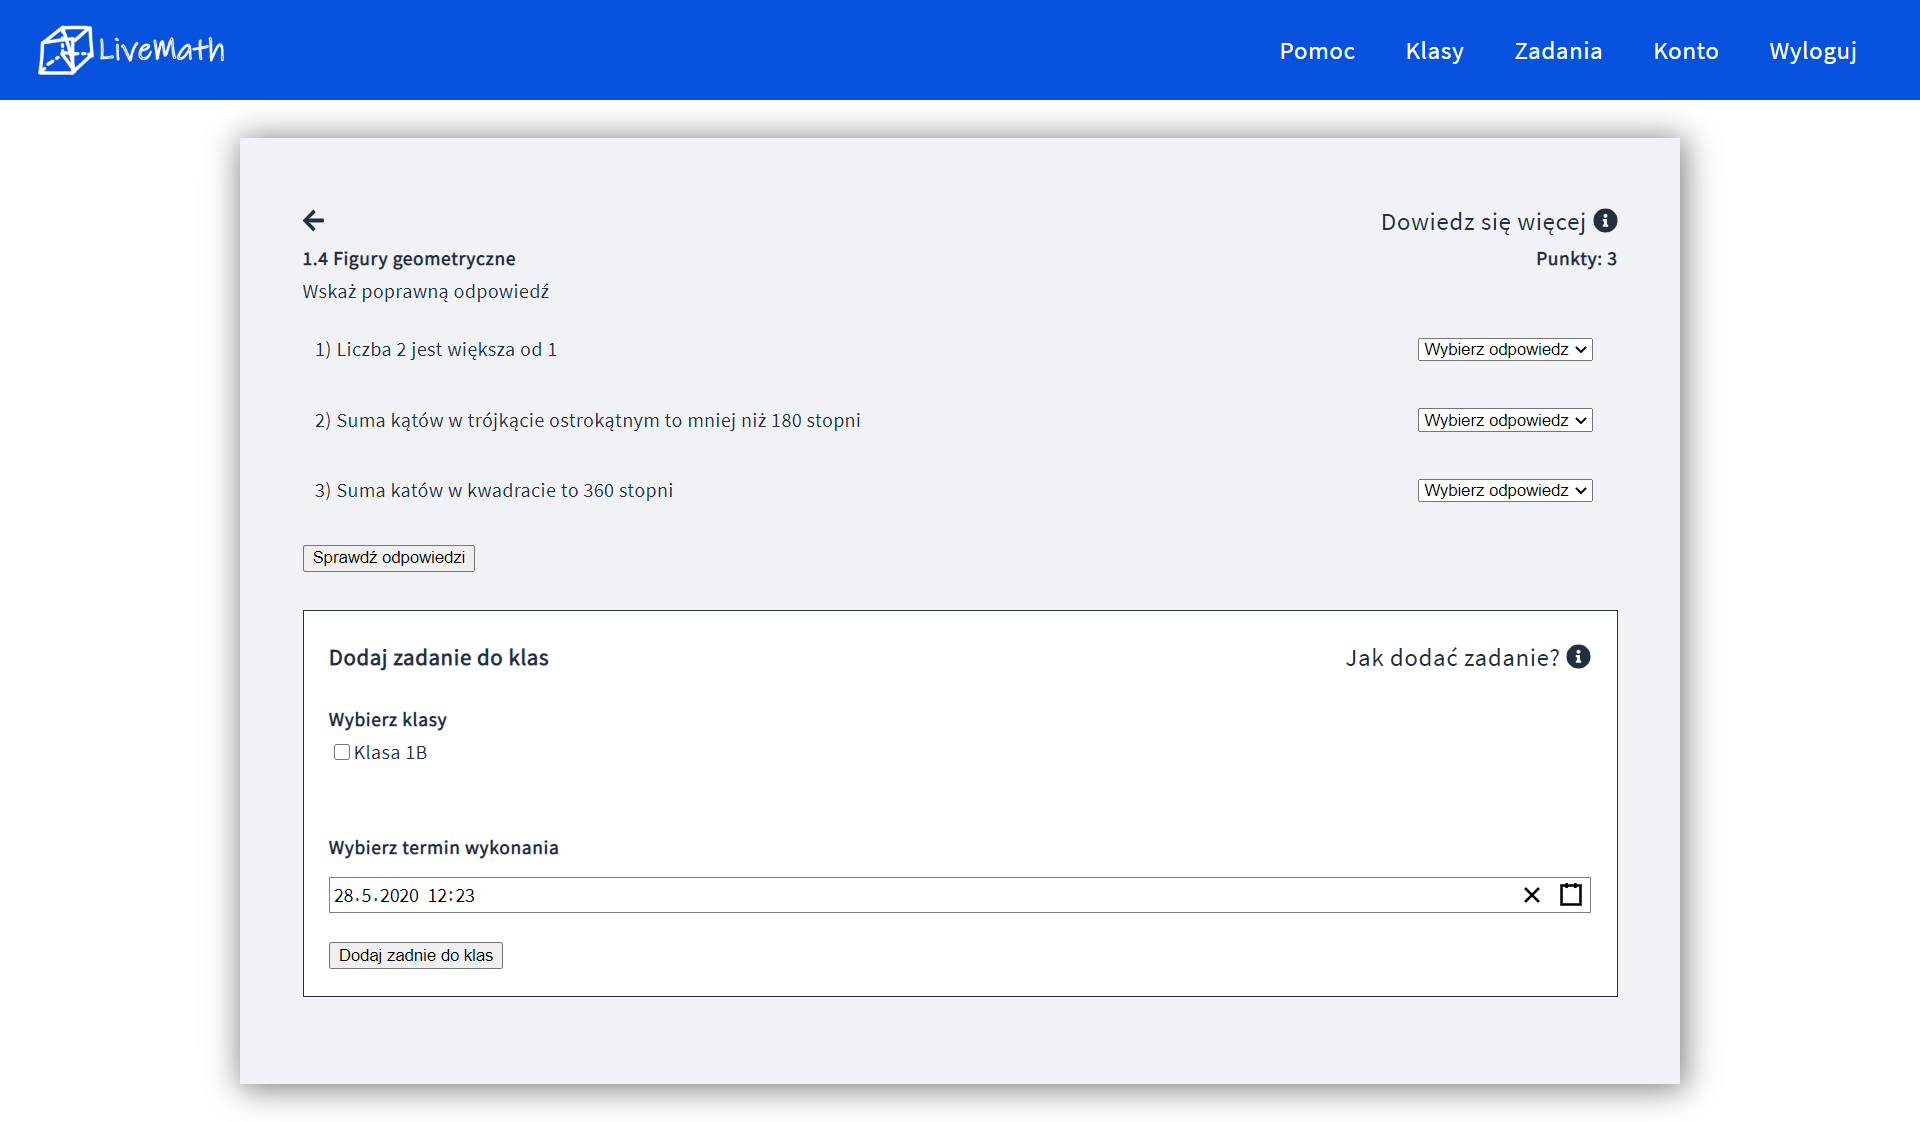 LiveMath
Pomoc Klasy Zadania Konto Wyloguj
Dowiedz się więcej
1.4 Figury geometryczne
Punkty: 3
Wskaż poprawną odpowiedź
1) Liczba 2 jest większa od 1
Wybierz odpowiedz
2) Suma kątów w trójkącie ostrokątnym to mniej niż 180 stopni
Wybierz odpowiedz
3) Suma katów w kwadracie to 360 stopni
Wybierz odpowiedz
Sprawdź odpowiedzi
Dodaj zadanie do klas
Jak dodać zadanie?
Wybierz klasy
Klasa 1B
Wybierz termin wykonania
28.5.2020 12:23
Dodaj zadnie do klas